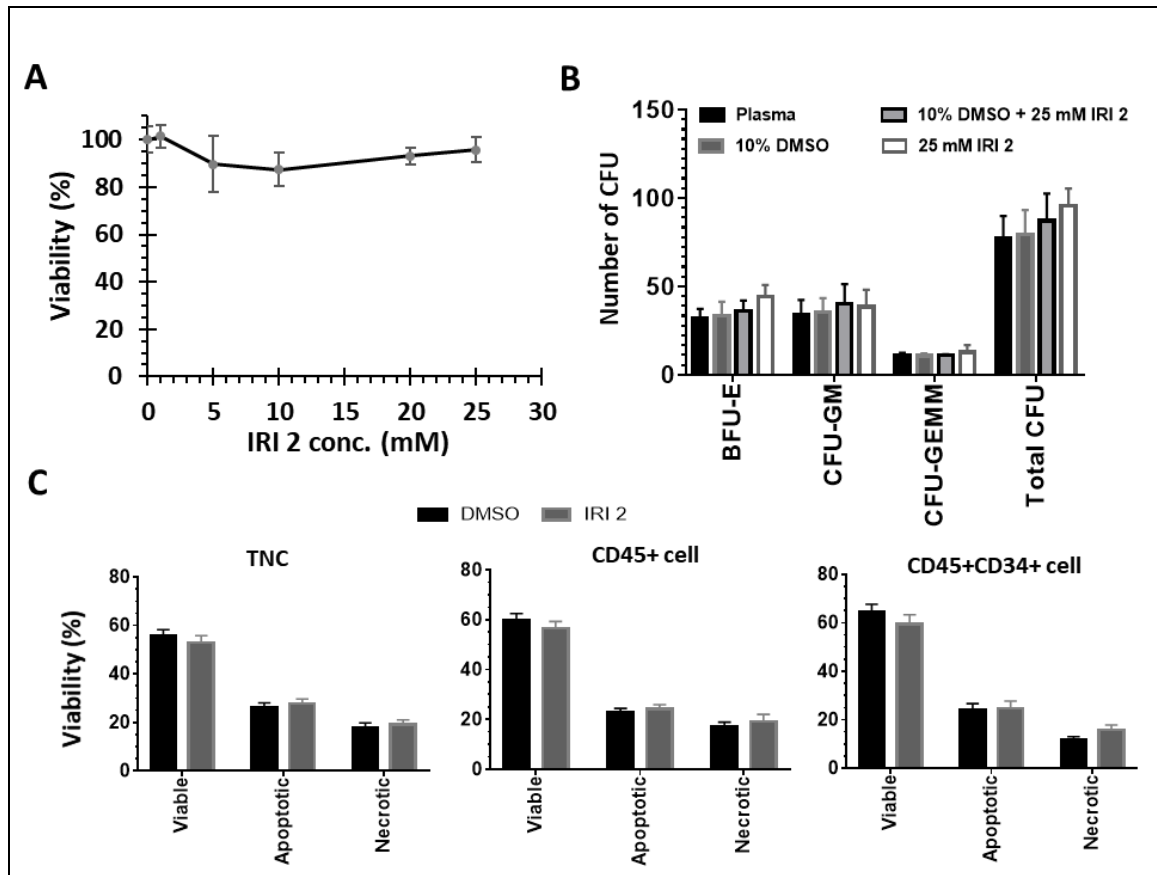 A
100
80
60
40
20
0
Viability (%)
0 5 10 15 20 25 30
IRI 2 conc. (mM)
B
150
100
50
0
Number of CFU
Plasma
10% DMSO
10% DMSO + 25 mM IRI 2
25 mM IRI 2
BFU-E
CFU-GM
CFU-GEMM
Total CFU
C
DMSO IRI 2
TNC
80
60
40
20
0
Viability (%)
Viable
Apoptotic
Necrotic
CD45+ cell
80
60
40
20
0
Viable
Apoptotic
Necrotic
CD45+CD34+ cell
80
60
40
20
0
Viable
Apoptotic
Necrotic